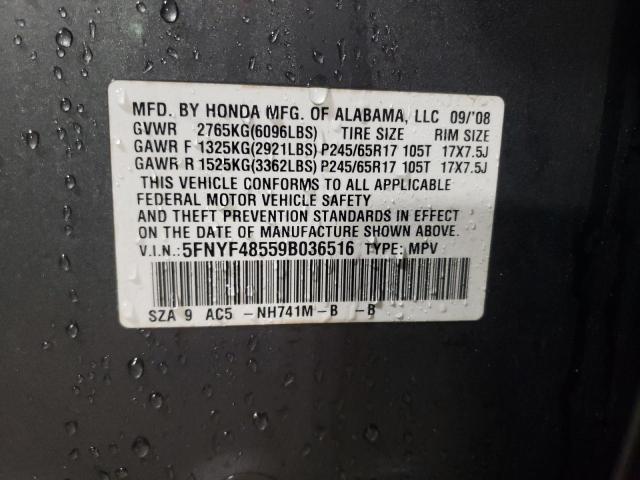 MFD. BY HONDA MFG. OF ALABAMA, LLC 09/'08
GVWR 2765KG(6096LBS) TIRE SIZE RIM SIZE
GAWR F 1325KG(2921LBS) P245/65R17 105T 17X7.5J
GAWR R 1525KG(3362LBS) P245/65R17 105T 17X7.5J
THIS VEHICLE CONFORMS TO ALL APPLICABLE
FEDERAL MOTOR VEHICLE SAFETY
AND THEFT PREVENTION STANDARDS IN EFFECT
ON THE DATE OF MANUFACTURE SHOWN ABOVE.
V.I.N.: 5FNYF48559B036516 TYPE: MPV
SZA 9 AC5 -NH741M-B -B